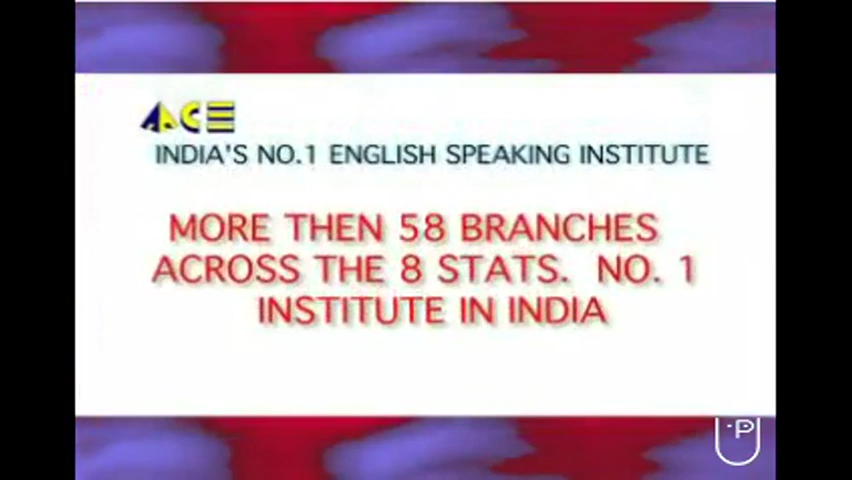 ACE
INDIA'S NO.1 ENGLISH SPEAKING INSTITUTE
MORE THEN 58 BRANCHES
ACROSS THE 8 STATS. NO. 1
INSTITUTE IN INDIA
P